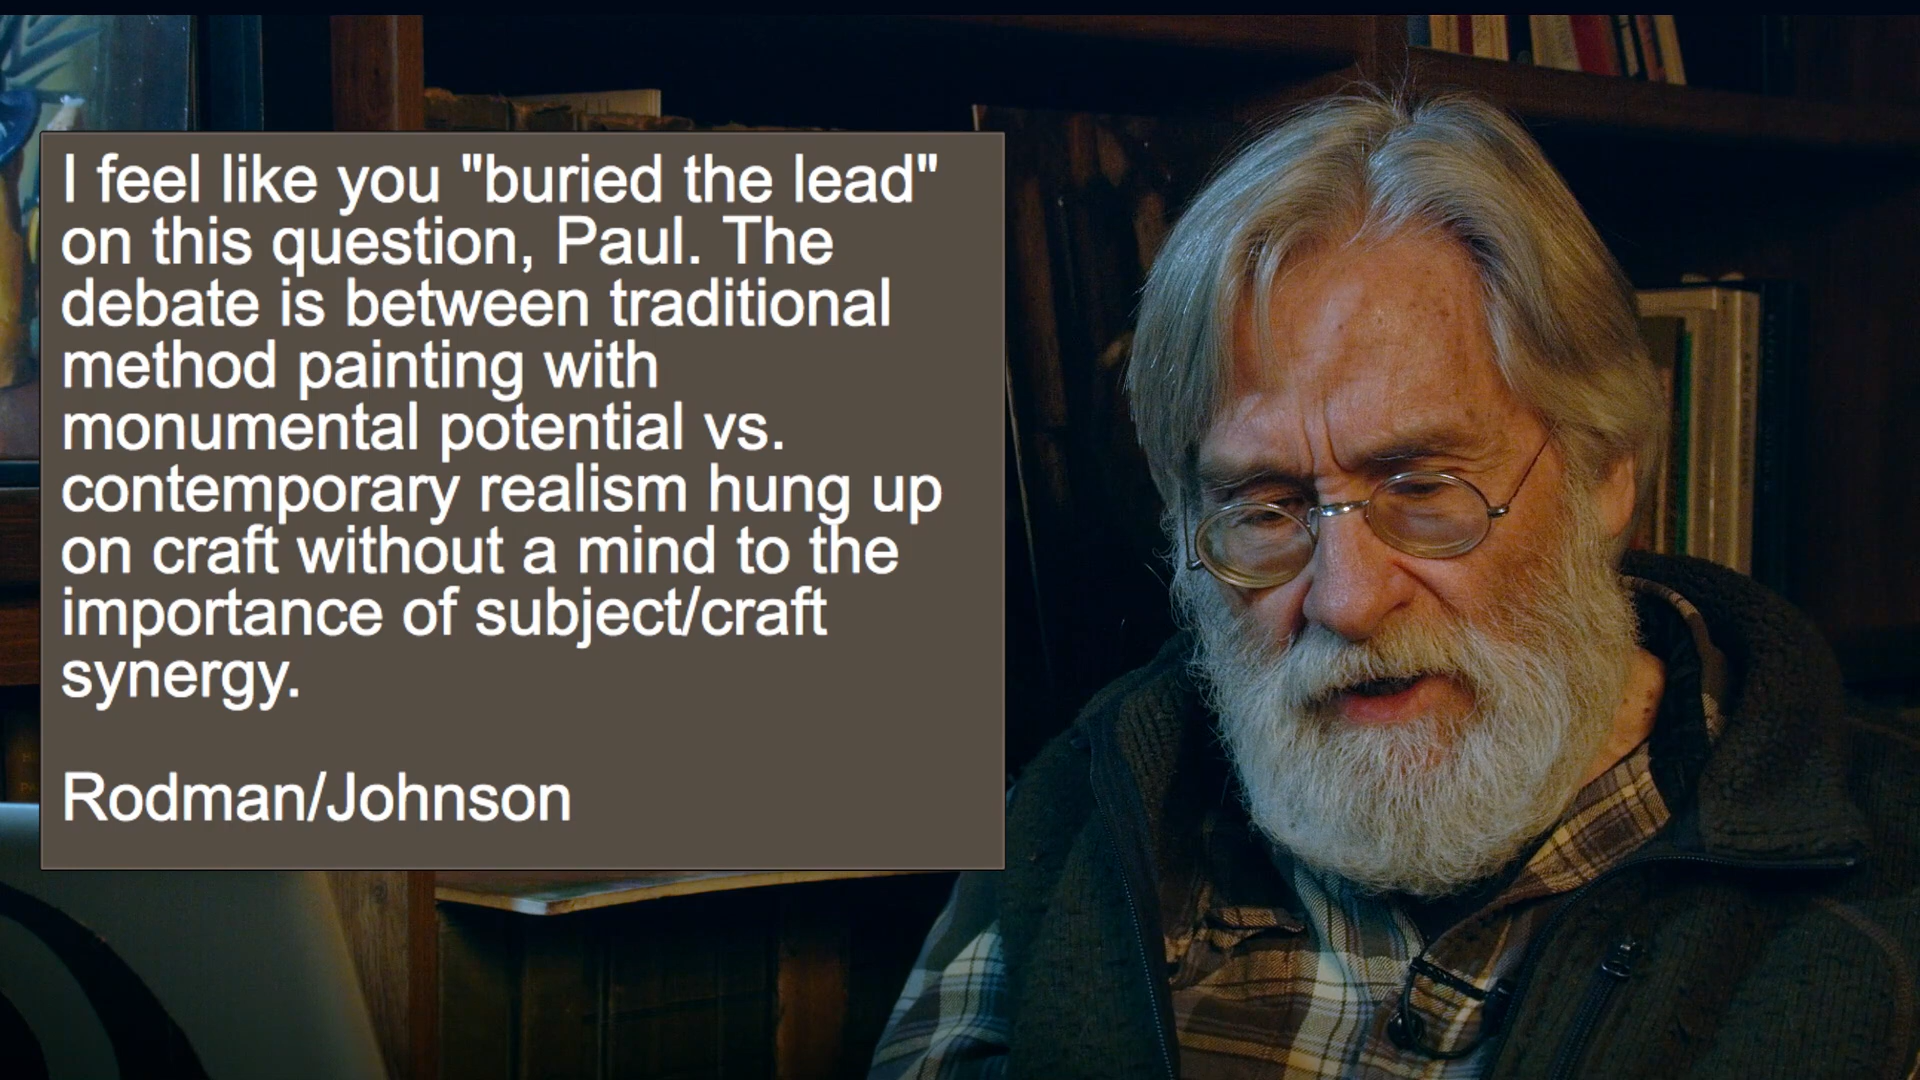 I feel like you "buried the lead"
on this question, Paul. The
debate is between traditional
method painting with
monumental potential vs.
contemporary realism hung up
on craft without a mind to the
importance of subject/craft
synergy.
Rodman/Johnson